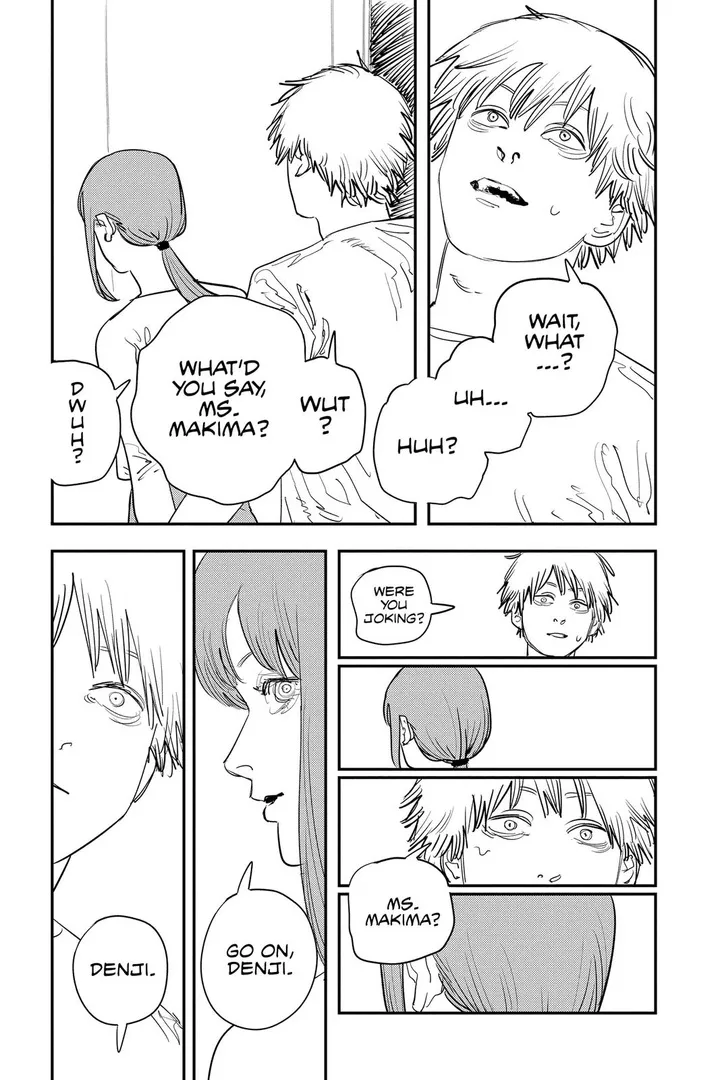 WAIT,
WHAT
...?
UH...
HUH?
WUT
?
WHAT'D
YOU SAY,
MS.
MAKIMA?
D
W
U
H?
WERE
YOU
JOKING?
MS.
MAKIMA?
GO ON,
DENJI.
DENJI.